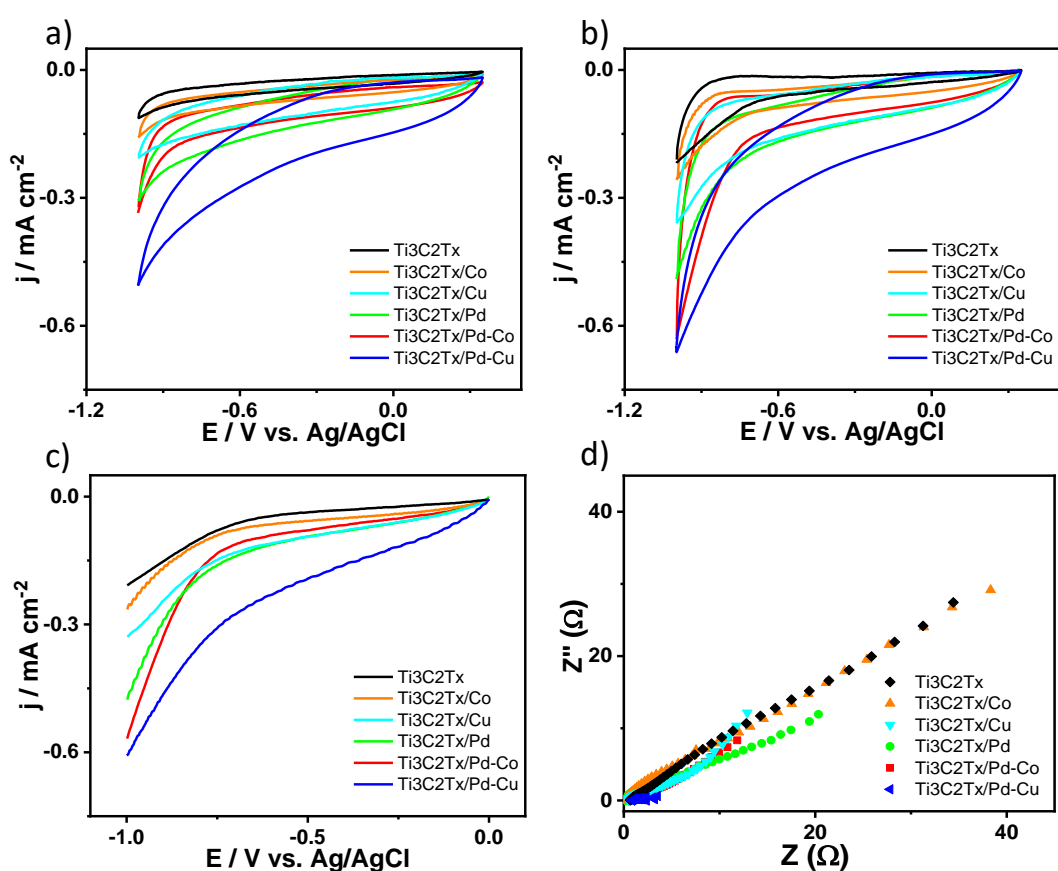 a)
0.0
-0.3
-0.6
j / mA cm⁻²
Ti3C2Tx
Ti3C2Tx/Co
Ti3C2Tx/Cu
Ti3C2Tx/Pd
Ti3C2Tx/Pd-Co
Ti3C2Tx/Pd-Cu
-1.2 -0.6 0.0
E / V vs. Ag/AgCl
b)
0.0
-0.3
-0.6
j / mA cm⁻²
Ti3C2Tx
Ti3C2Tx/Co
Ti3C2Tx/Cu
Ti3C2Tx/Pd
Ti3C2Tx/Pd-Co
Ti3C2Tx/Pd-Cu
-1.2 -0.6 0.0
E / V vs. Ag/AgCl
c)
0.0
-0.3
-0.6
j / mA cm⁻²
Ti3C2Tx
Ti3C2Tx/Co
Ti3C2Tx/Cu
Ti3C2Tx/Pd
Ti3C2Tx/Pd-Co
Ti3C2Tx/Pd-Cu
-1.0 -0.5 0.0
E / V vs. Ag/AgCl
d)
40
20
0
Z'' (Ω)
Ti3C2Tx
Ti3C2Tx/Co
Ti3C2Tx/Cu
Ti3C2Tx/Pd
Ti3C2Tx/Pd-Co
Ti3C2Tx/Pd-Cu
0 20 40
Z (Ω)